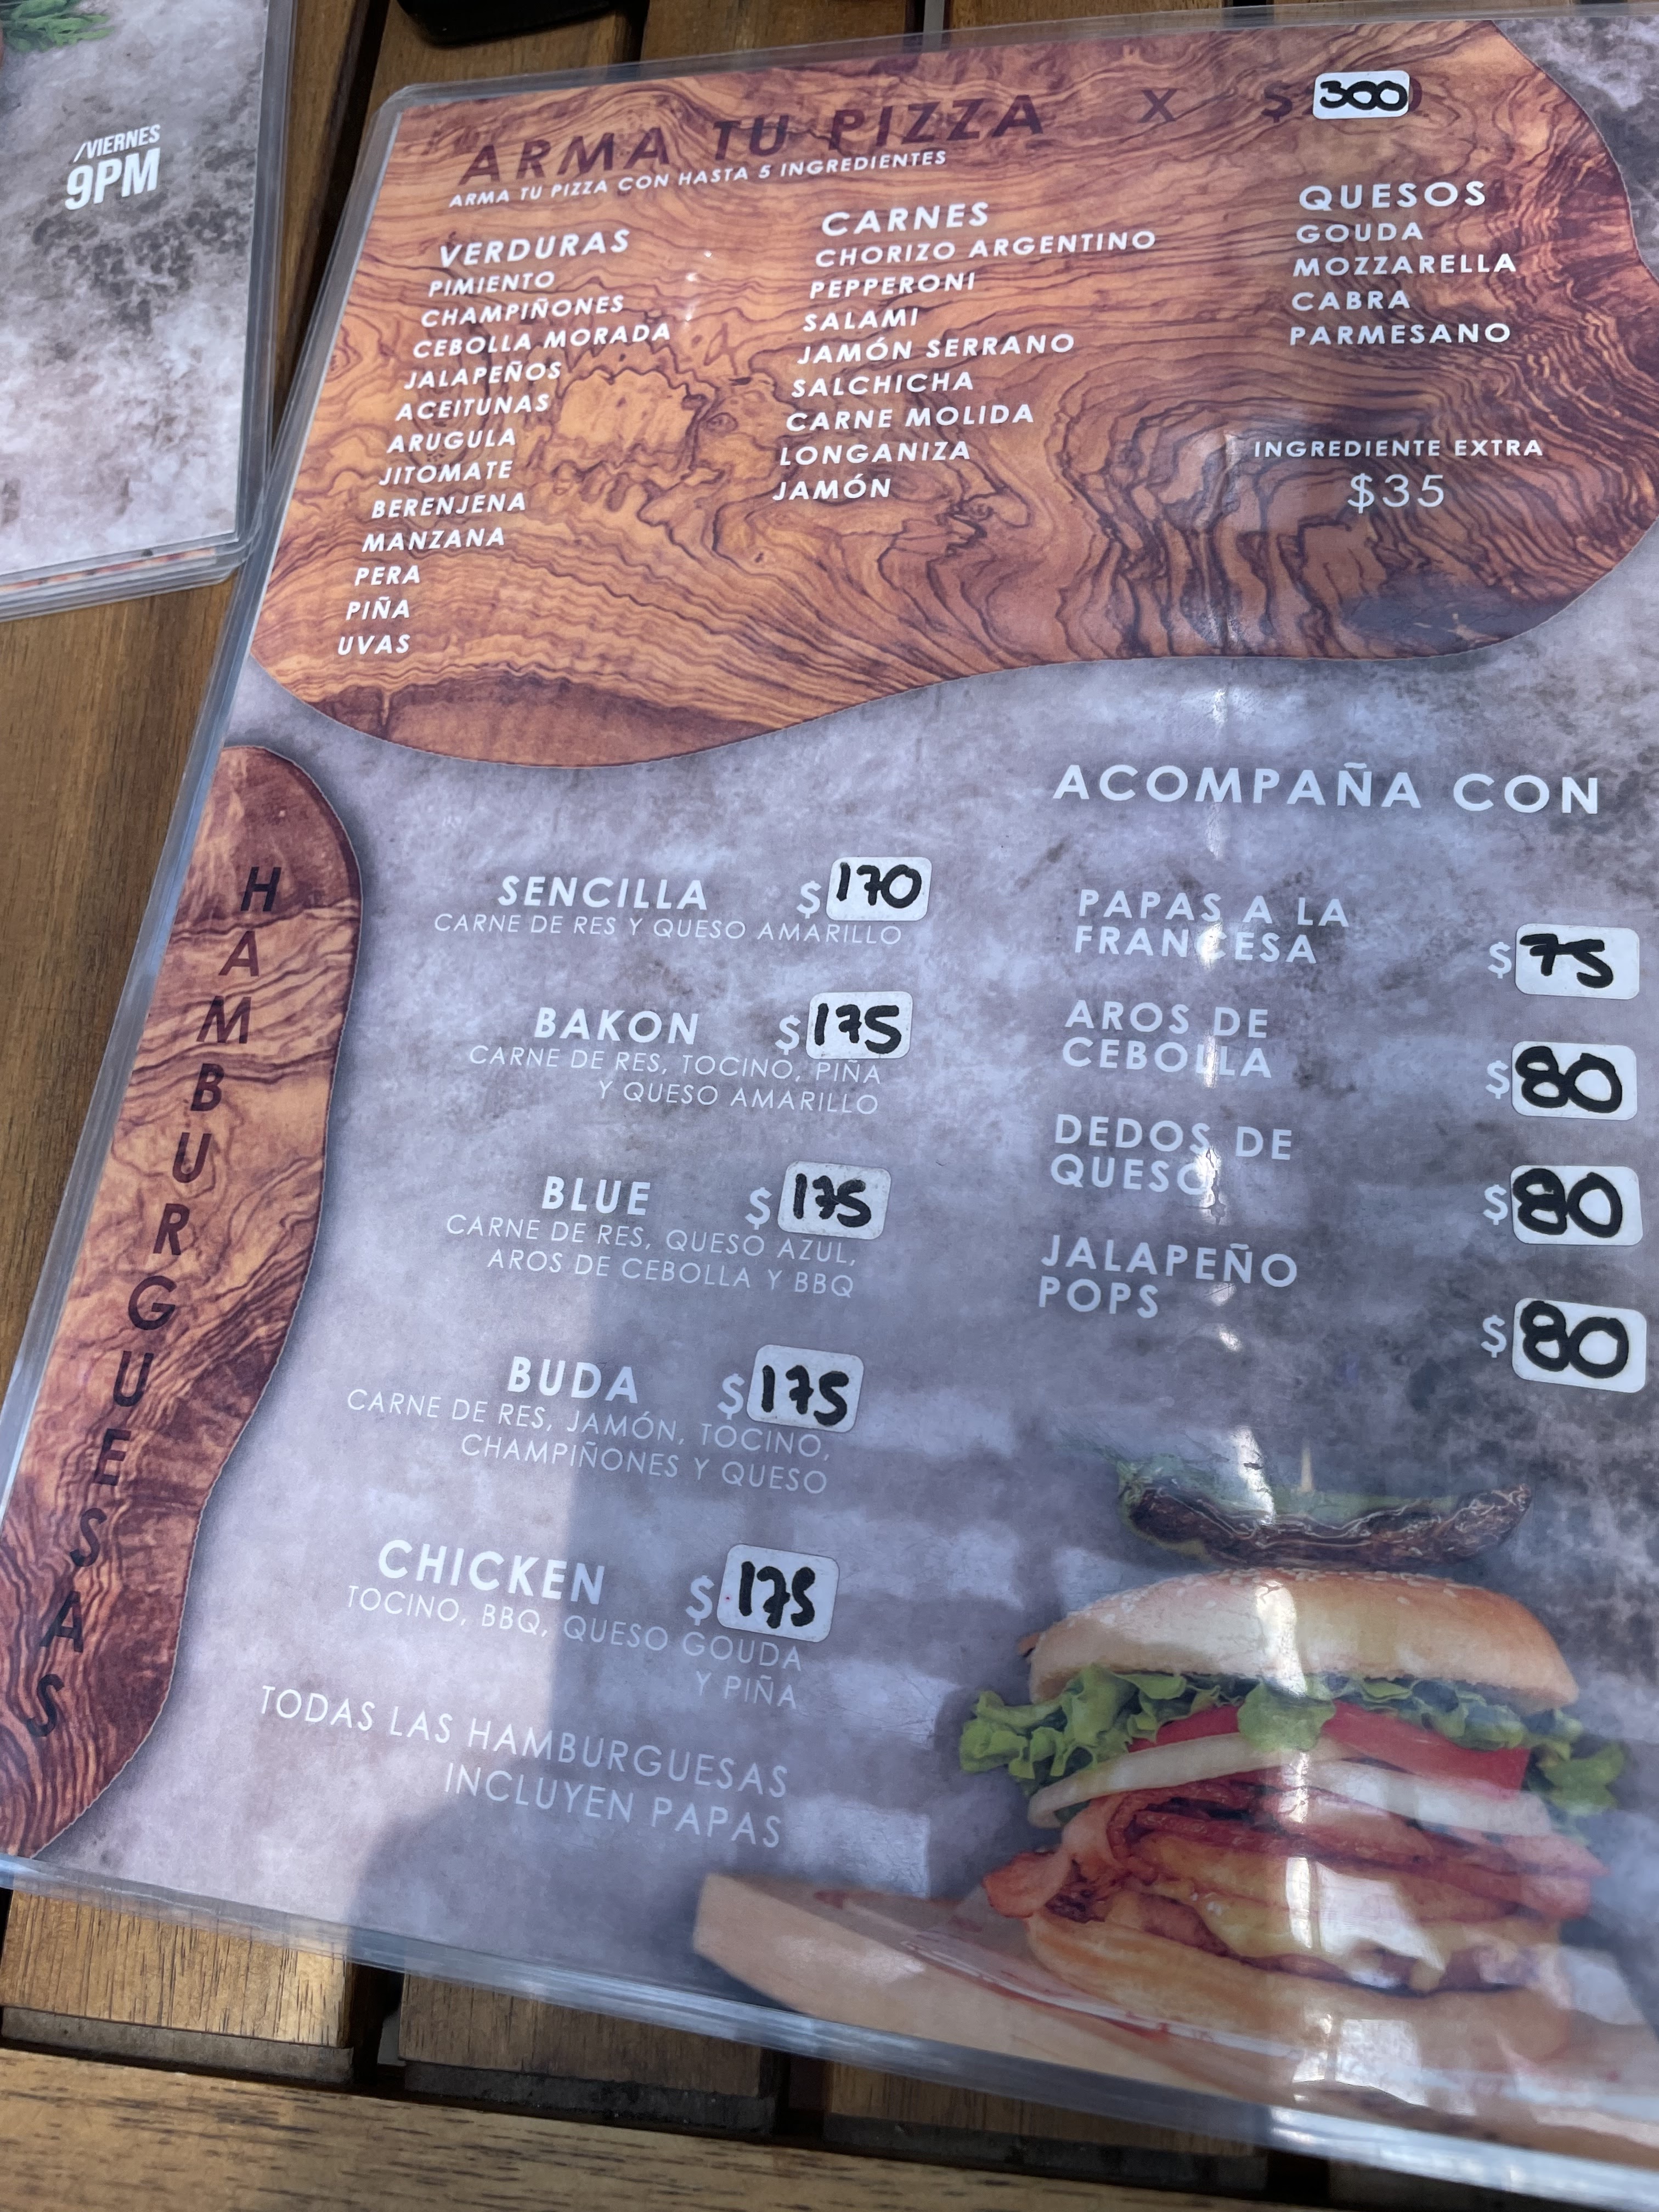 /VIERNES
9PM
ARMA TU PIZZA X $ 300
ARMA TU PIZZA CON HASTA 5 INGREDIENTES
VERDURAS
PIMIENTO
CHAMPIÑONES
CEBOLLA MORADA
JALAPEÑOS
ACEITUNAS
ARUGULA
JITOMATE
BERENJENA
MANZANA
PERA
PIÑA
UVAS
CARNES
CHORIZO ARGENTINO
PEPPERONI
SALAMI
JAMÓN SERRANO
SALCHICHA
CARNE MOLIDA
LONGANIZA
JAMÓN
QUESOS
GOUDA
MOZZARELLA
CABRA
PARMESANO
INGREDIENTE EXTRA
$35
HAMBURGUESAS
SENCILLA $170
CARNE DE RES Y QUESO AMARILLO
BAKON $175
CARNE DE RES, TOCINO, PIÑA
Y QUESO AMARILLO
BLUE $175
CARNE DE RES, QUESO AZUL,
AROS DE CEBOLLA Y BBQ
BUDA $175
CARNE DE RES, JAMÓN, TOCINO,
CHAMPIÑONES Y QUESO
CHICKEN $175
TOCINO, BBQ, QUESO GOUDA
Y PIÑA
TODAS LAS HAMBURGUESAS
INCLUYEN PAPAS
ACOMPAÑA CON
PAPAS A LA
FRANCESA $75
AROS DE
CEBOLLA $80
DEDOS DE
QUESO $80
JALAPEÑO
POPS $80